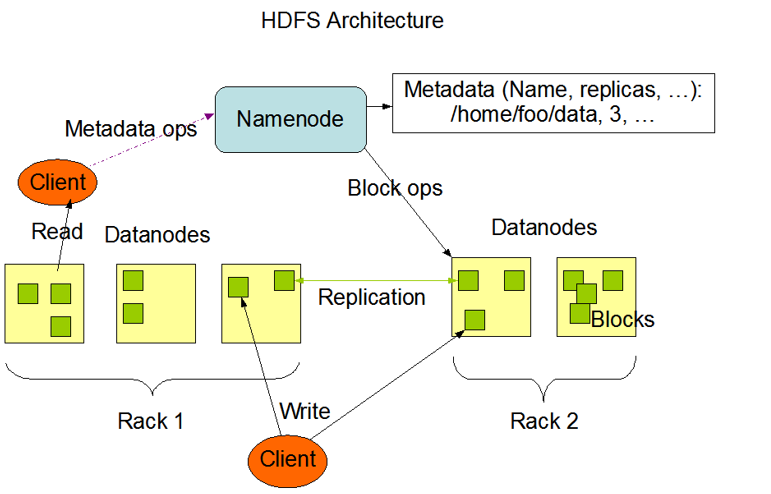 HDFS Architecture
Metadata (Name, replicas, …):
/home/foo/data, 3, …
Namenode
Metadata ops
Client
Block ops
Read
Datanodes
Datanodes
Replication
Blocks
Rack 1
Write
Rack 2
Client